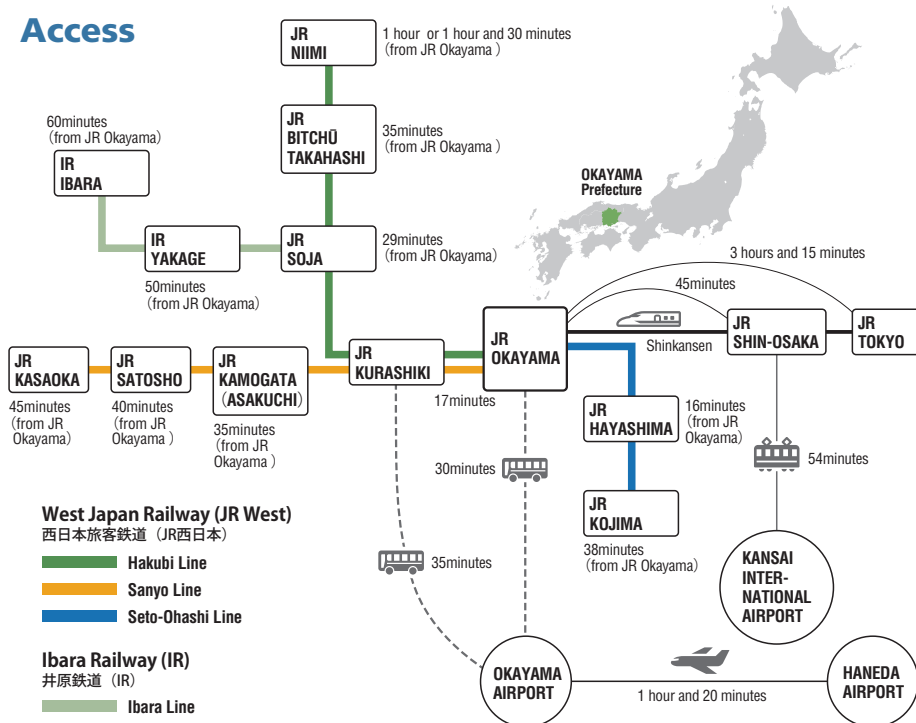 Access
JR
NIIMI
1 hour or 1 hour and 30 minutes
(from JR Okayama )
60minutes
(from JR Okayama)
IR
IBARA
JR
BITCHŪ
TAKAHASHI
35minutes
(from JR Okayama )
OKAYAMA
Prefecture
IR
YAKAGE
50minutes
(from JR Okayama)
JR
SOJA
29minutes
(from JR Okayama )
3 hours and 15 minutes
45minutes
JR
KASAOKA
45minutes
(from JR
Okayama)
JR
SATOSHO
40minutes
(from JR
Okayama )
JR
KAMOGATA
(ASAKUCHI)
35minutes
(from JR
Okayama )
JR
KURASHIKI
17minutes
JR
OKAYAMA
Shinkansen
JR
SHIN-OSAKA
JR
TOKYO
JR
HAYASHIMA
16minutes
(from JR
Okayama)
30minutes
54minutes
JR
KOJIMA
38minutes
(from JR Okayama)
35minutes
KANSAI
INTER-
NATIONAL
AIRPORT
West Japan Railway (JR West)
西日本旅客鉄道（JR西日本）
Hakubi Line
Sanyo Line
Seto-Ohashi Line
Ibara Railway (IR)
井原鉄道（IR）
Ibara Line
OKAYAMA
AIRPORT
1 hour and 20 minutes
HANEDA
AIRPORT